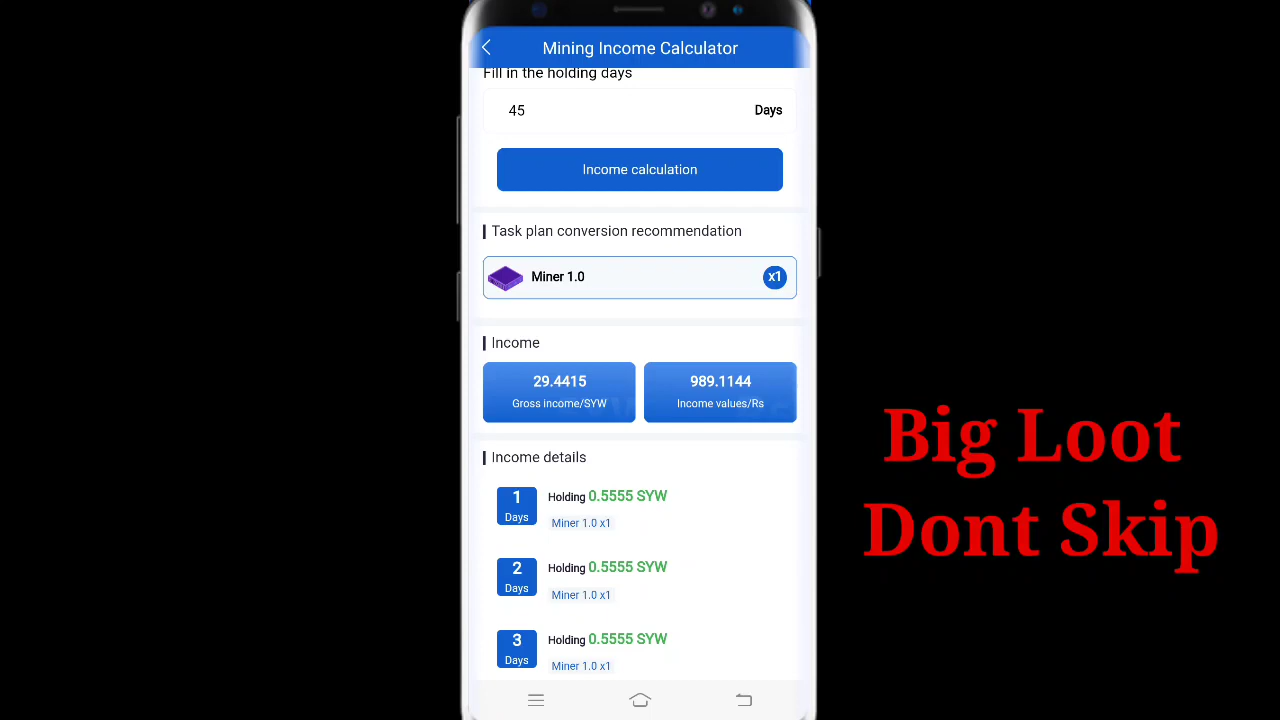 Mining Income Calculator
Fill in the holding days
45 Days
Income calculation
Task plan conversion recommendation
Miner 1.0 x1
Income
29.4415 989.1144
Gross income/SYW Income values/Rs
Income details
1 Days Holding 0.5555 SYW
Miner 1.0 x1
2 Days Holding 0.5555 SYW
Miner 1.0 x1
3 Days Holding 0.5555 SYW
Miner 1.0 x1
Big Loot
Dont Skip